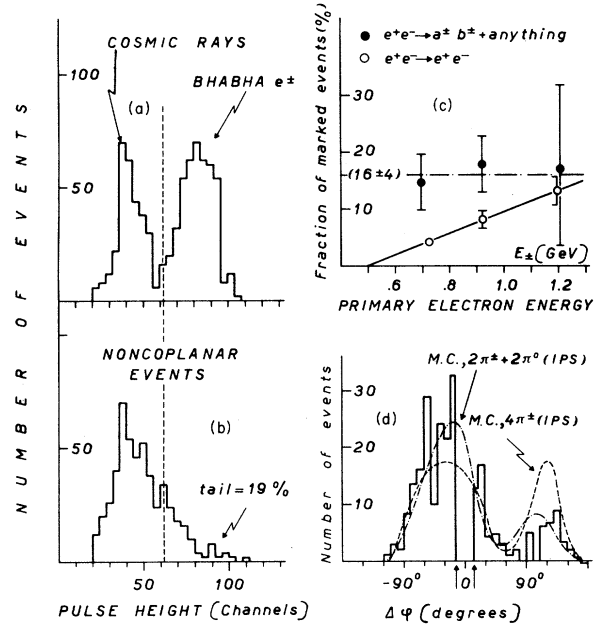 NUMBER OF EVENTS
COSMIC RAYS
100
(a)
BHABHA e±
50
NONCOPLANAR
EVENTS
(b)
50
tail = 19 %
50 100
PULSE HEIGHT (Channels)
Fraction of marked events (%)
e⁺e⁻→a± b± + anything
e⁺e⁻→e⁺e⁻
30
(c)
20
(16 ±4)
10
E± [GeV]
.6 .8 1.0 1.2
PRIMARY ELECTRON ENERGY
Number of events
M.C., 2π± + 2π° (IPS)
30
(d)
M.C., 4π± (IPS)
20
10
-90° 0 90°
Δφ [degrees]